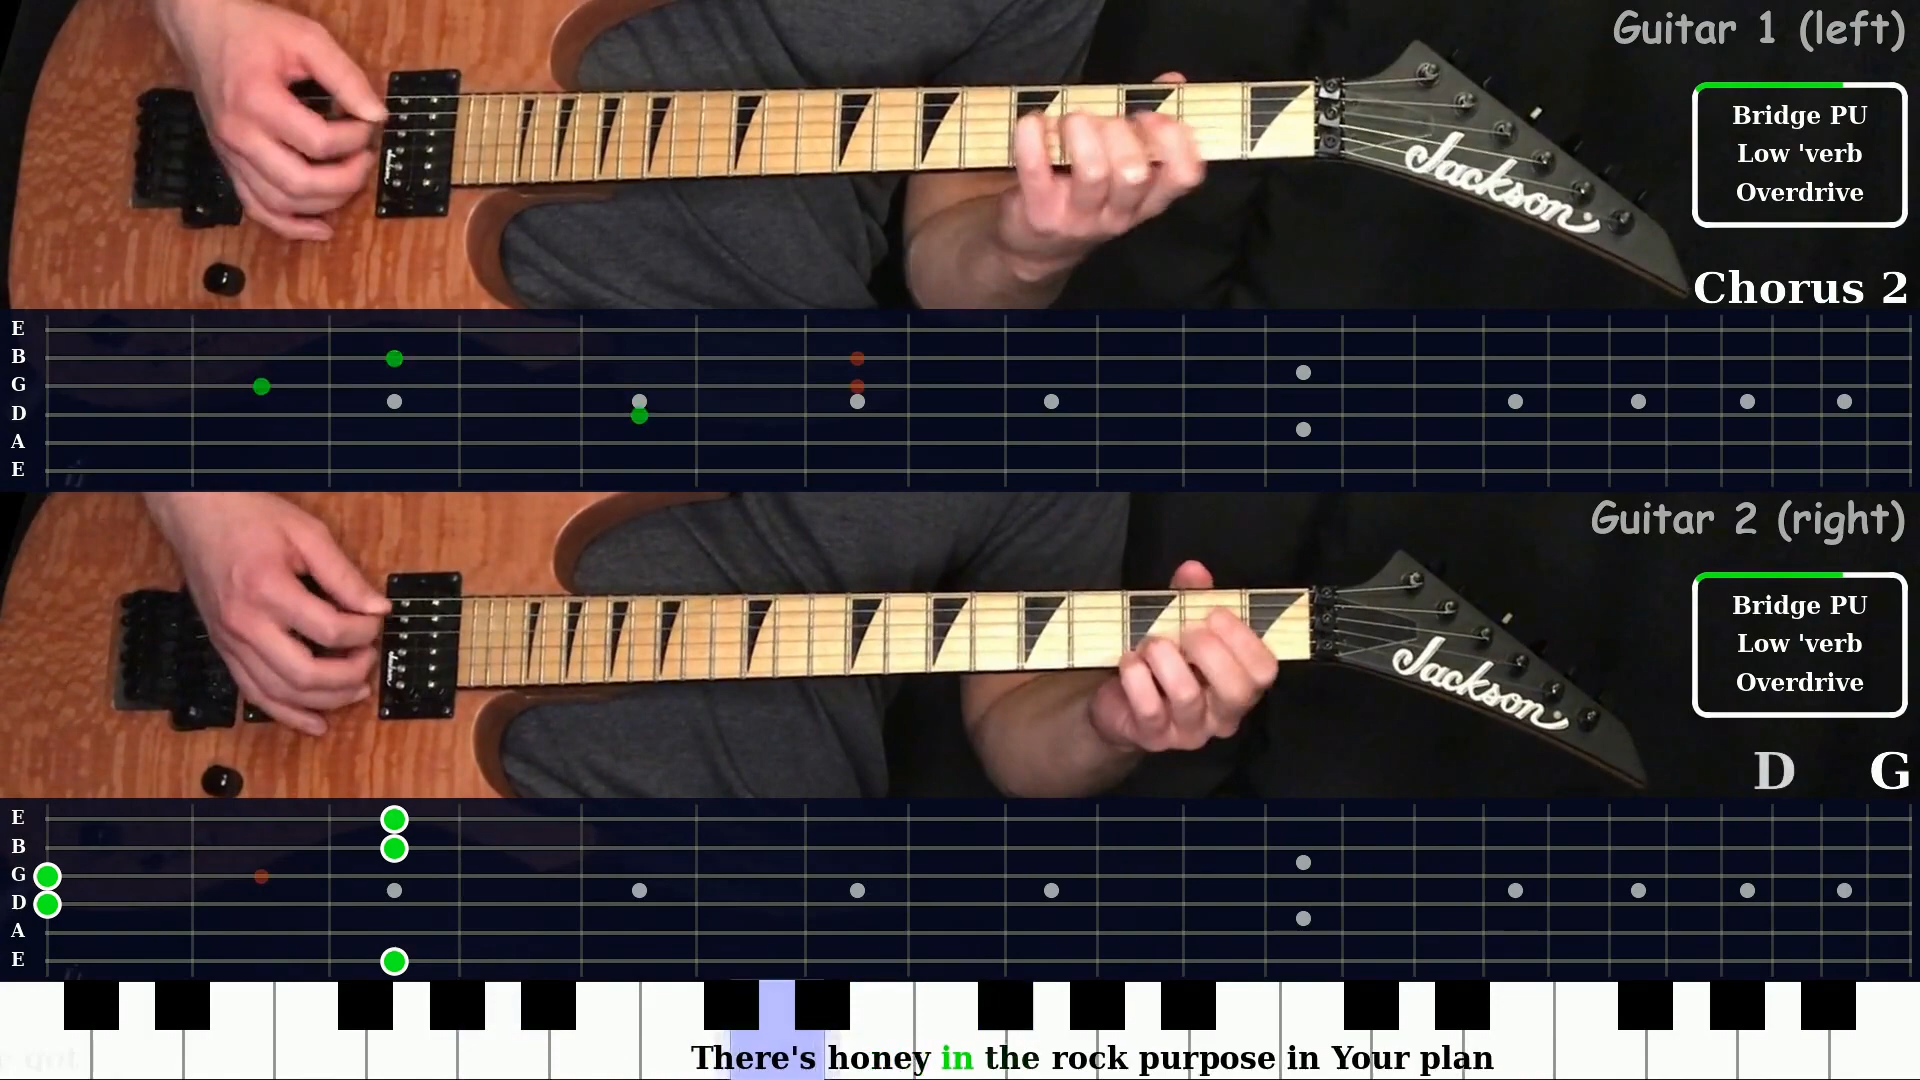 Guitar 1 (left)
Bridge PU
Low 'verb
Overdrive
Jackson
Chorus 2
E
B
G
D
A
E
Guitar 2 (right)
Bridge PU
Low 'verb
Overdrive
Jackson
D G
E
B
G
D
A
E
There's honey in the rock purpose in Your plan